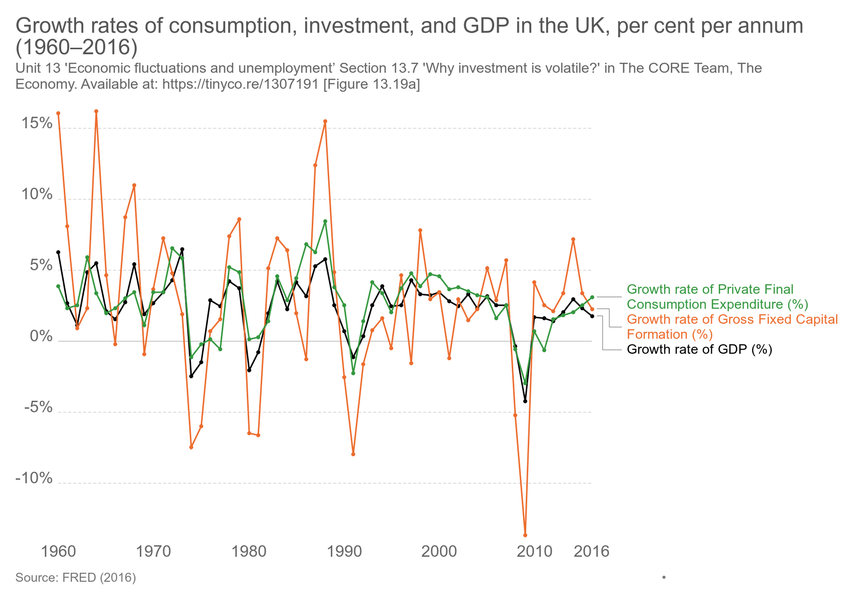 Growth rates of consumption, investment, and GDP in the UK, per cent per annum
(1960–2016)
Unit 13 'Economic fluctuations and unemployment’ Section 13.7 'Why investment is volatile?' in The CORE Team, The
Economy. Available at: https://tinyco.re/1307191 [Figure 13.19a]
15%
10%
5%
0%
-5%
-10%
Growth rate of Private Final
Consumption Expenditure (%)
Growth rate of Gross Fixed Capital
Formation (%)
Growth rate of GDP (%)
1960 1970 1980 1990 2000 2010 2016
Source: FRED (2016)